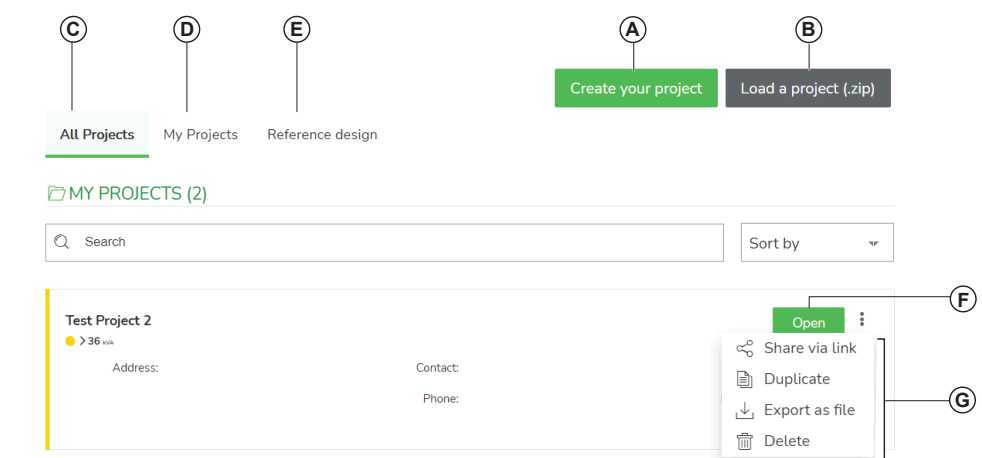 C D E A B
Create your project Load a project (.zip)
All Projects My Projects Reference design
MY PROJECTS (2)
Search Sort by
F
Test Project 2 Open
> 36 kVA
Share via link
Address: Contact:
Duplicate
Phone: G
Export as file
Delete